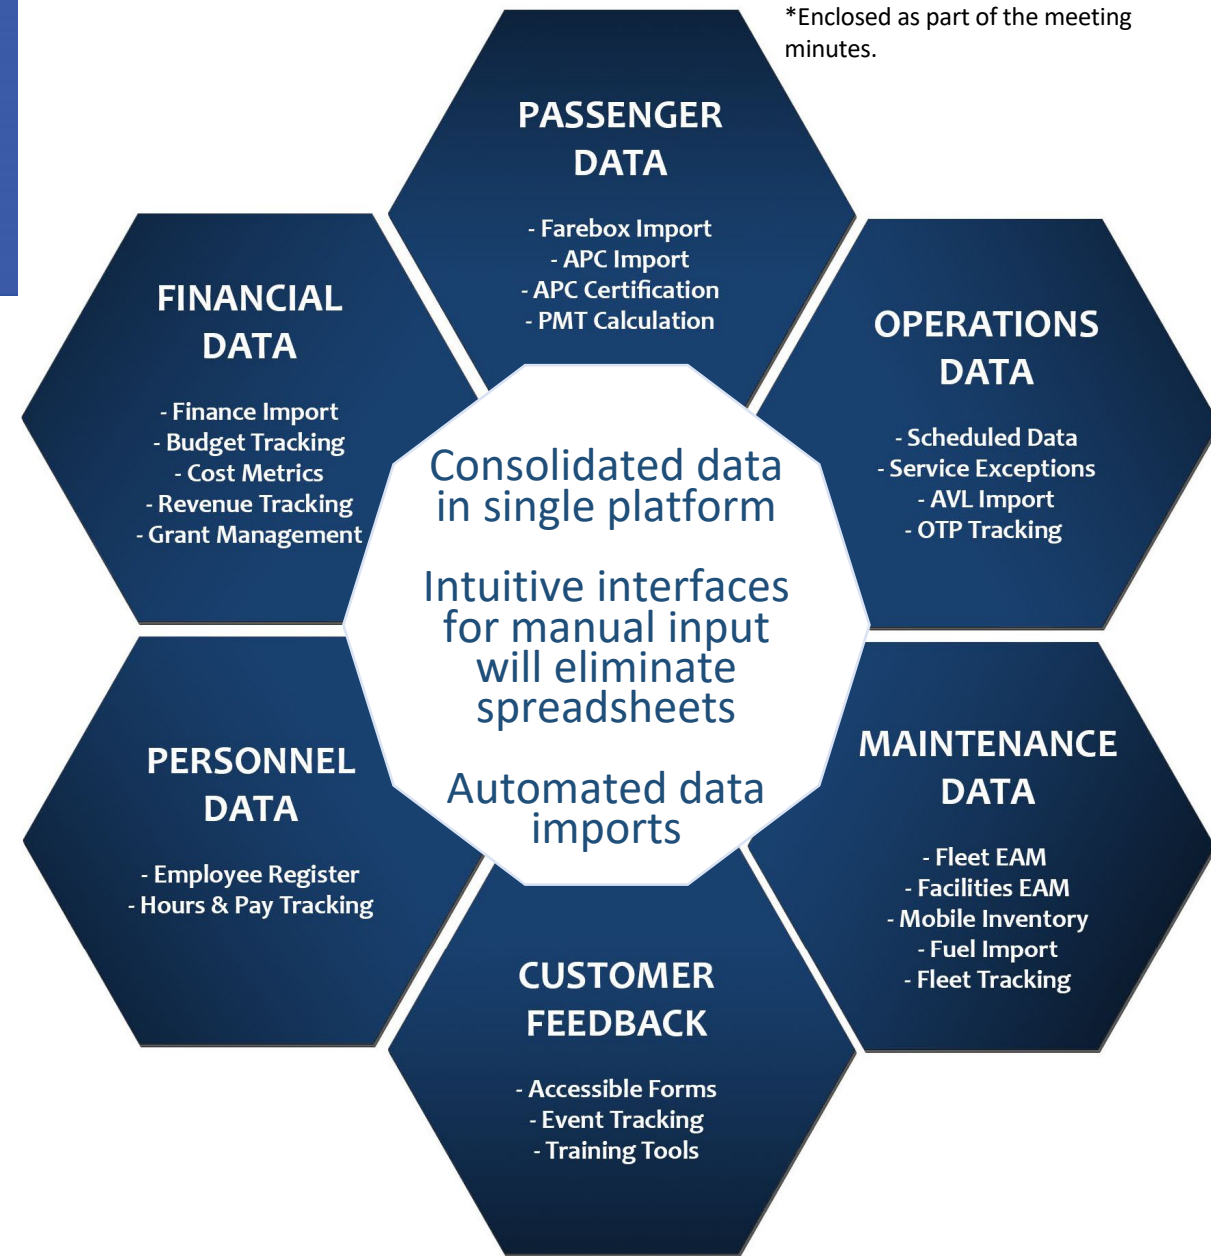 *Enclosed as part of the meeting
minutes.
PASSENGER
DATA
- Farebox Import
- APC Import
- APC Certification
- PMT Calculation
FINANCIAL
DATA
- Finance Import
- Budget Tracking
- Cost Metrics
- Revenue Tracking
- Grant Management
OPERATIONS
DATA
- Scheduled Data
- Service Exceptions
- AVL Import
- OTP Tracking
Consolidated data
in single platform
Intuitive interfaces
for manual input
will eliminate
spreadsheets
Automated data
imports
PERSONNEL
DATA
- Employee Register
- Hours & Pay Tracking
MAINTENANCE
DATA
- Fleet EAM
- Facilities EAM
- Mobile Inventory
- Fuel Import
- Fleet Tracking
CUSTOMER
FEEDBACK
- Accessible Forms
- Event Tracking
- Training Tools